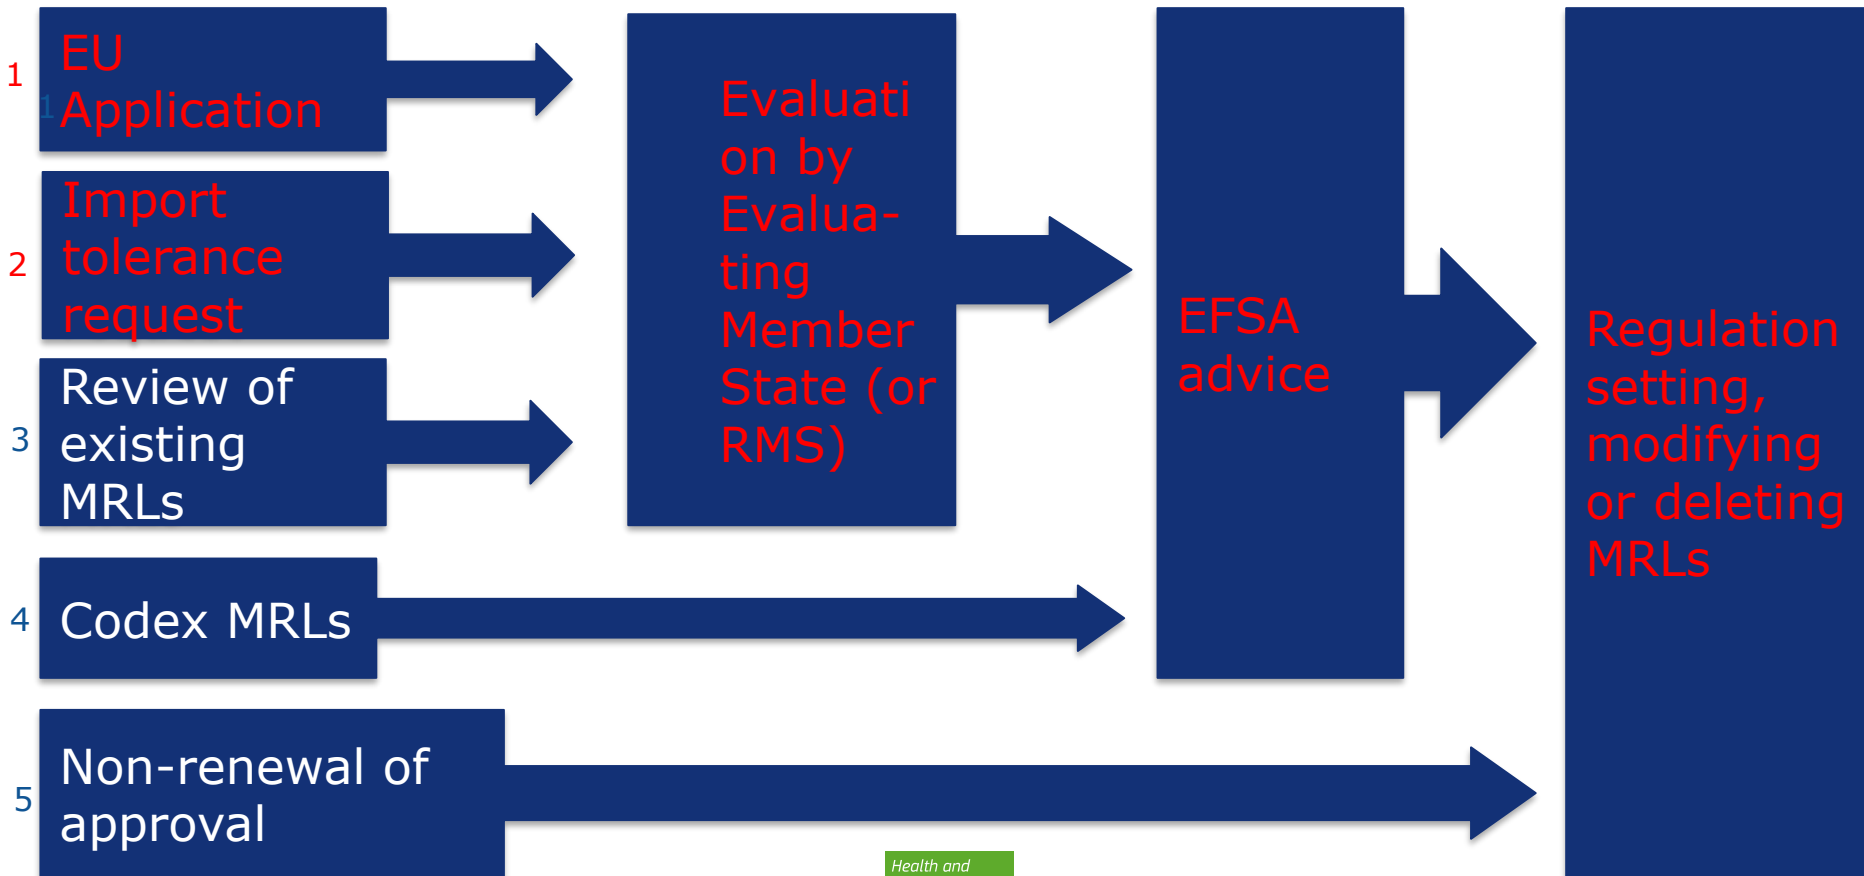 1
1
EU
Application
2
Import
tolerance
request
3
Review of
existing
MRLs
4
Codex MRLs
5
Non-renewal of
approval
Evaluati
on by
Evalua-
ting
Member
State (or
RMS)
EFSA
advice
Regulation
setting,
modifying
or deleting
MRLs
Health and